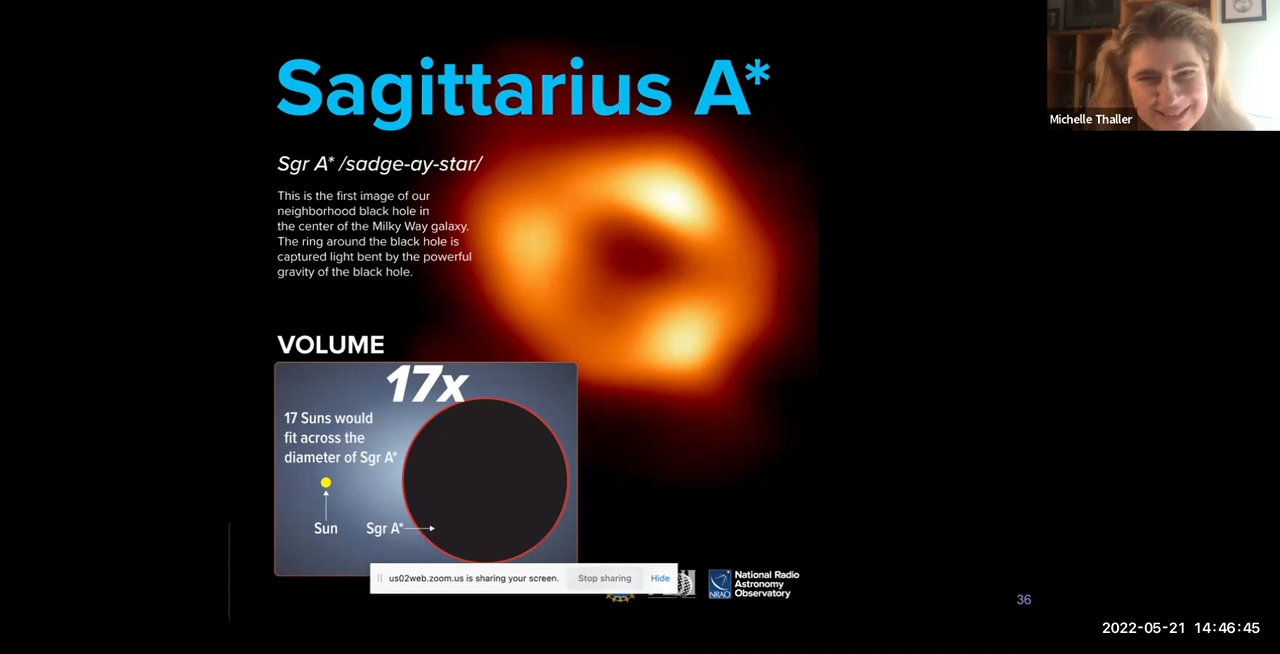 Sagittarius A*
Michelle Thaller
Sgr A* /sadge-ay-star/
This is the first image of our
neighborhood black hole in
the center of the Milky Way galaxy.
The ring around the black hole is
captured light bent by the powerful
gravity of the black hole.
VOLUME
17x
17 Suns would
fit across the
diameter of Sgr A*
Sun
Sgr A*
us02web.zoom.us is sharing your screen.
Stop sharing
Hide
NRAO
National Radio
Astronomy
Observatory
36
2022-05-21 14:46:45